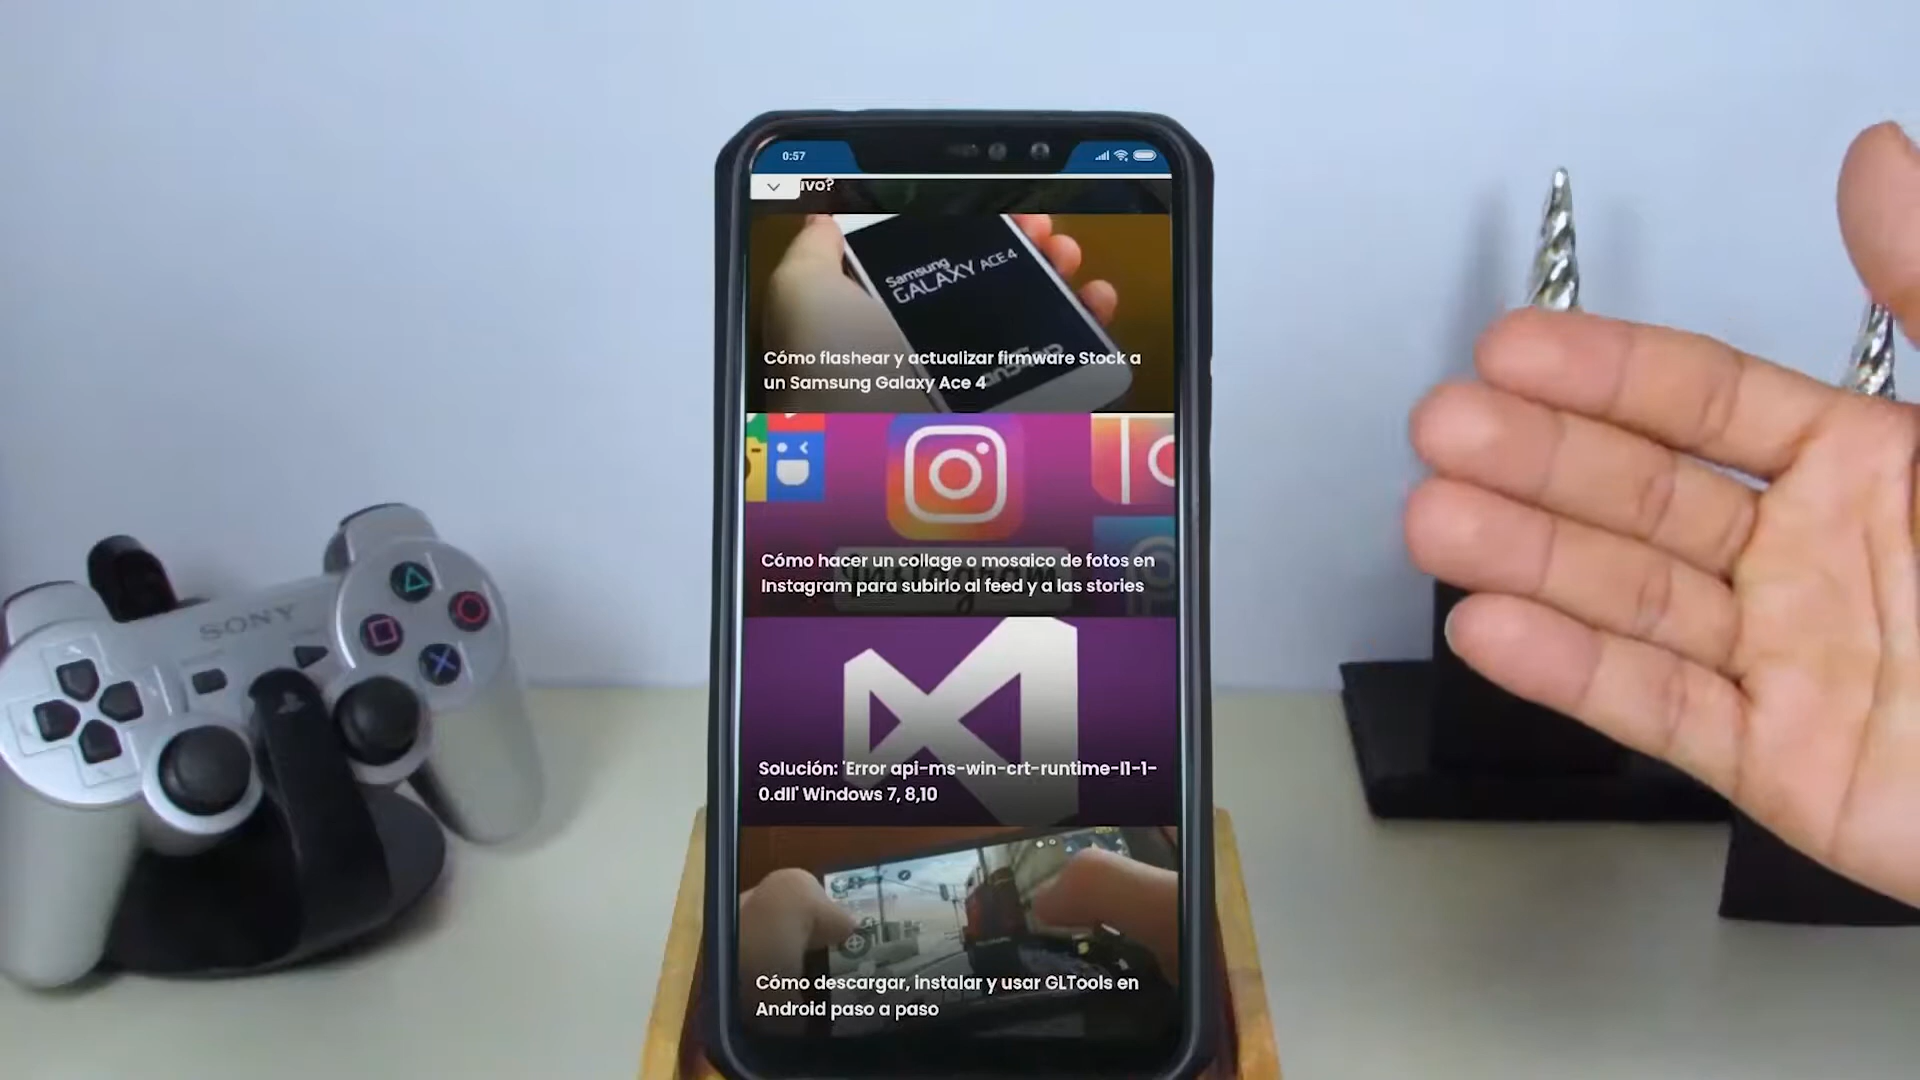 0:57
ivo?
Samsung
GALAXY ACE 4
Cómo flashear y actualizar firmware Stock a
un Samsung Galaxy Ace 4
Cómo hacer un collage o mosaico de fotos en
Instagram para subirlo al feed y a las stories
Solución: 'Error api-ms-win-crt-runtime-l1-1-
0.dll' Windows 7, 8,10
Cómo descargar, instalar y usar GLTools en
Android paso a paso
SONY